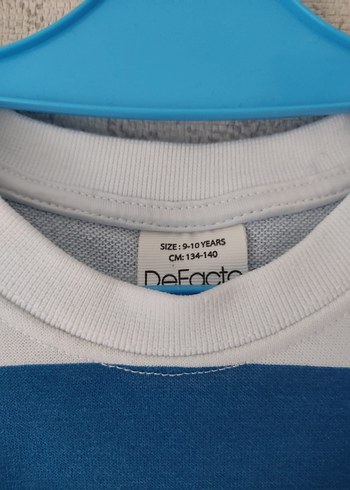 SIZE : 9-10 YEARS
CM: 134-140
DeFacto